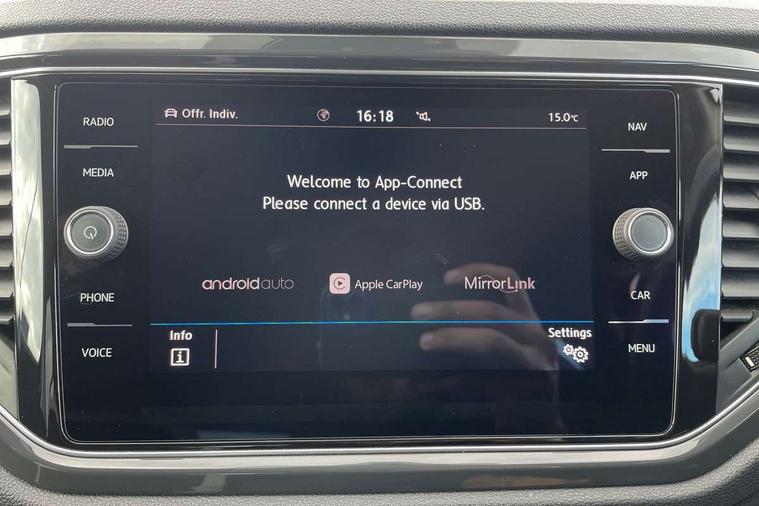 RADIO
MEDIA
PHONE
VOICE
Offr. Indiv.
16:18
15.0°C
Welcome to App-Connect
Please connect a device via USB.
androidauto
Apple CarPlay
MirrorLink
Info
Settings
NAV
APP
CAR
MENU